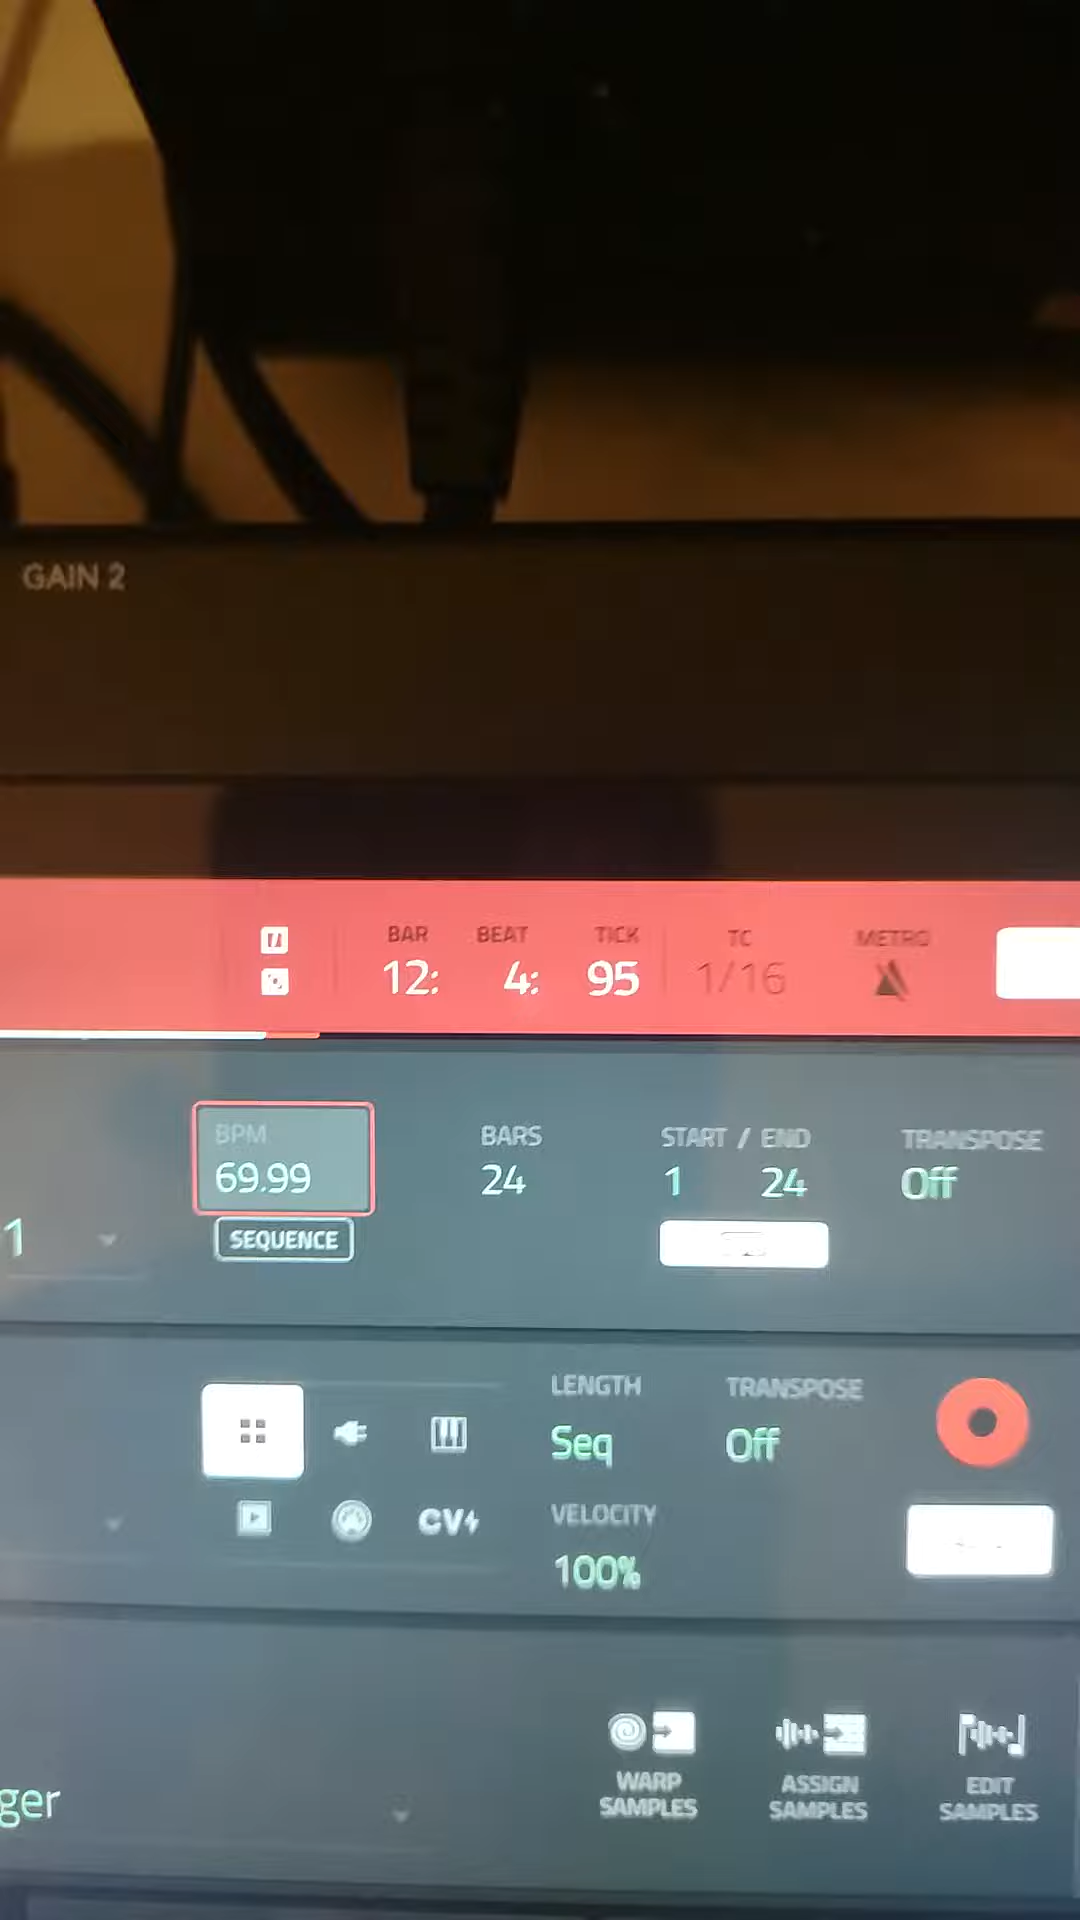 GAIN 2
BAR BEAT TICK TC METRO
12: 4: 95 1/16
BPM BARS START / END TRANSPOSE
69.99 24 1 24 Off
1
SEQUENCE
LENGTH TRANSPOSE
Seq Off
CV
VELOCITY
100%
WARP SAMPLES
ASSIGN SAMPLES
EDIT SAMPLES
ger